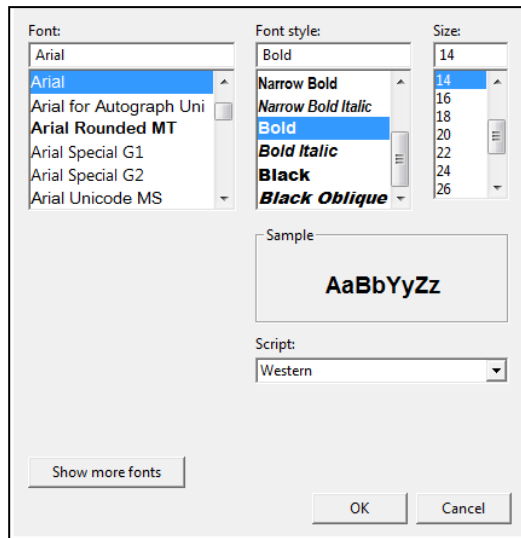 Font:
Arial
Arial
Arial for Autograph Uni
Arial Rounded MT
Arial Special G1
Arial Special G2
Arial Unicode MS
Font style:
Bold
Narrow Bold
Narrow Bold Italic
Bold
Bold Italic
Black
Black Oblique
Size:
14
14
16
18
20
22
24
26
Sample
AaBbYyZz
Script:
Western
Show more fonts
OK Cancel